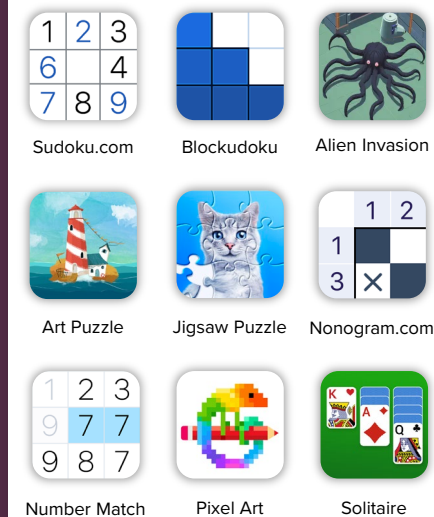 1 2 3
6 4
7 8 9
Sudoku.com
Blockudoku
Alien Invasion
Art Puzzle
Jigsaw Puzzle
1 2
1
3
Nonogram.com
1 2 3
9 7 7
9 8 7
Number Match
Pixel Art
K
A
Q
Solitaire